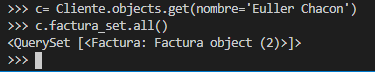 >>> c= Cliente.objects.get(nombre='Euller Chacon')
>>> c.factura_set.all()
<QuerySet [<Factura: Factura object (2)>]>
>>>